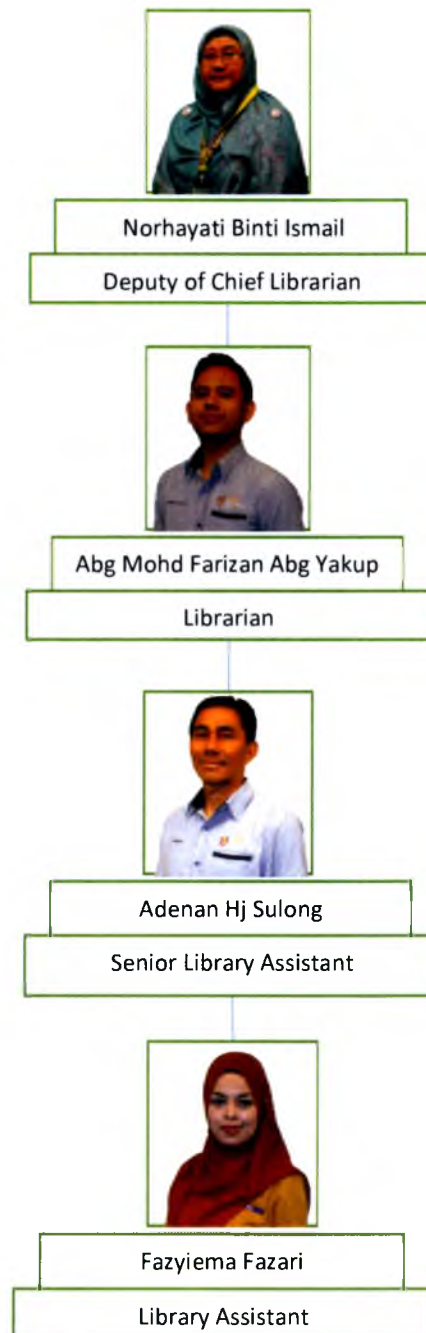 Norhayati Binti Ismail
Deputy of Chief Librarian
Abg Mohd Farizan Abg Yakup
Librarian
Adenan Hj Sulong
Senior Library Assistant
Fazyiema Fazari
Library Assistant